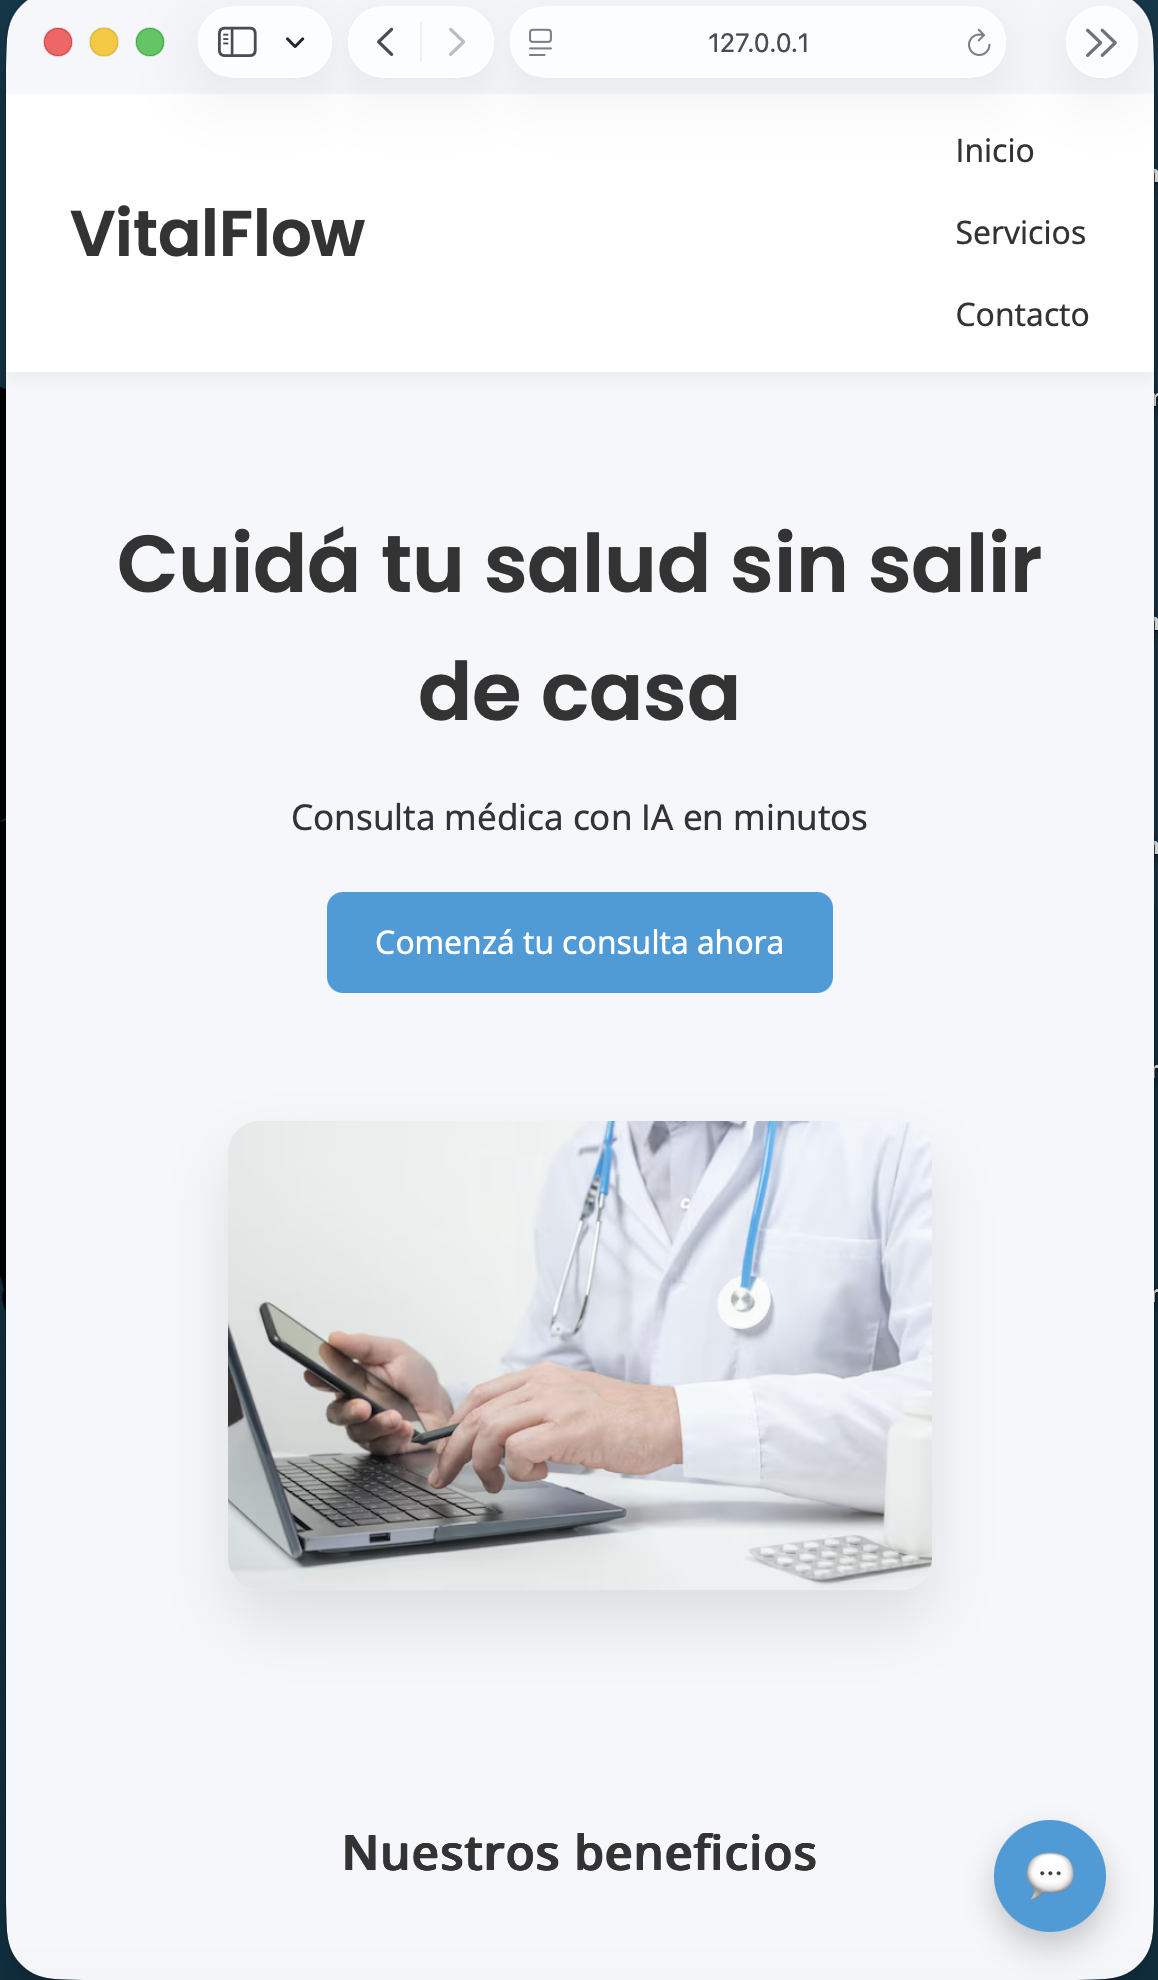 127.0.0.1
VitalFlow
Inicio
Servicios
Contacto
Cuidá tu salud sin salir
de casa
Consulta médica con IA en minutos
Comenzá tu consulta ahora
Nuestros beneficios